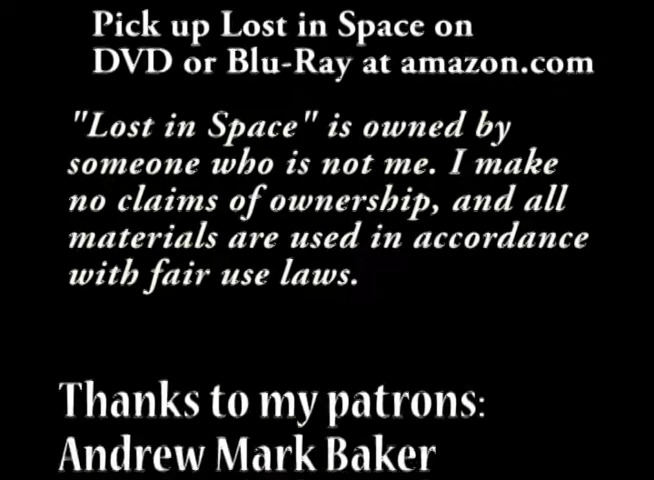 Pick up Lost in Space on
DVD or Blu-Ray at amazon.com
"Lost in Space" is owned by
someone who is not me. I make
no claims of ownership, and all
materials are used in accordance
with fair use laws.
Thanks to my patrons:
Andrew Mark Baker